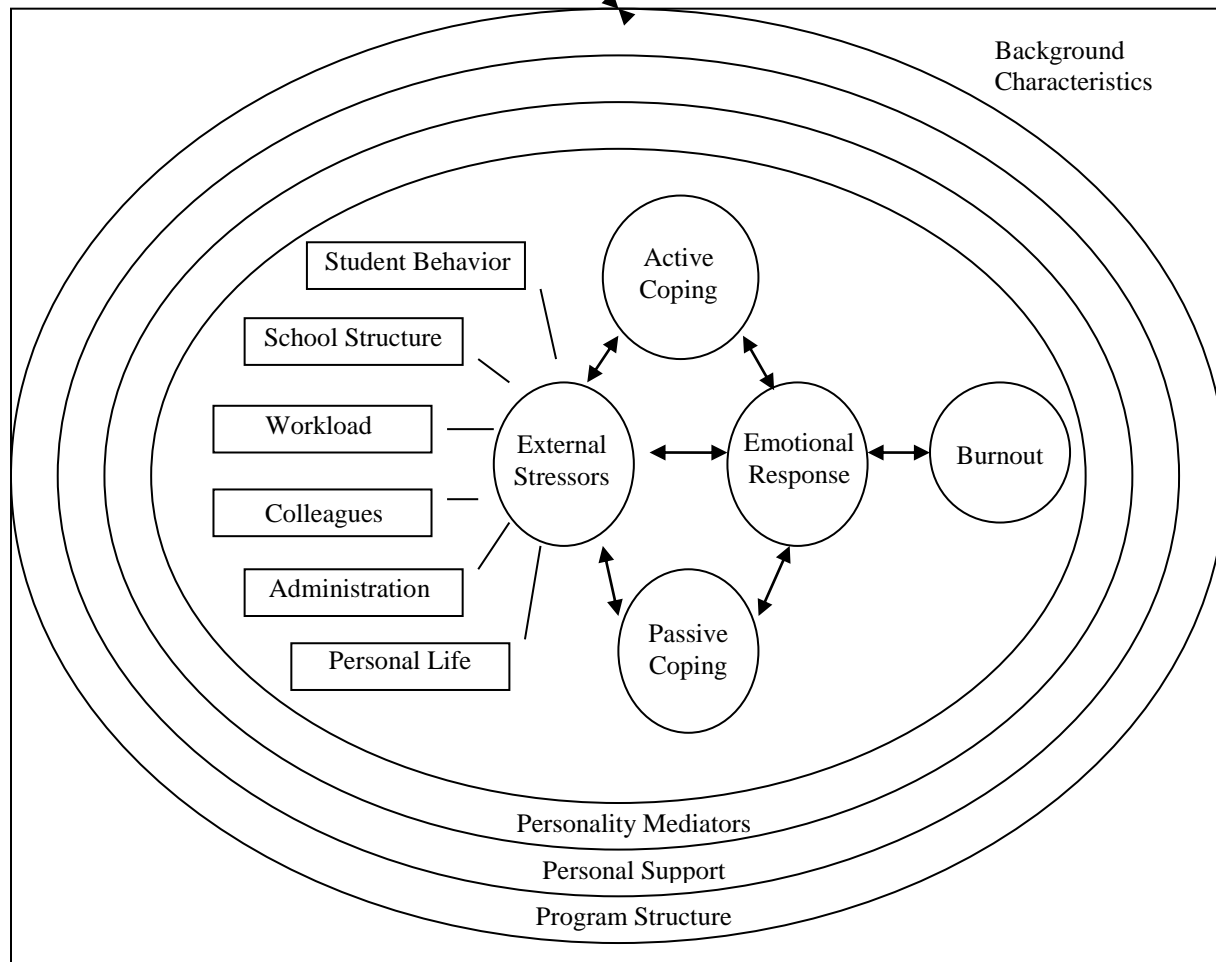 Background
Characteristics
Student Behavior
Active
Coping
School Structure
Workload
External
Stressors
Emotional
Response
Burnout
Colleagues
Administration
Personal Life
Passive
Coping
Personality Mediators
Personal Support
Program Structure